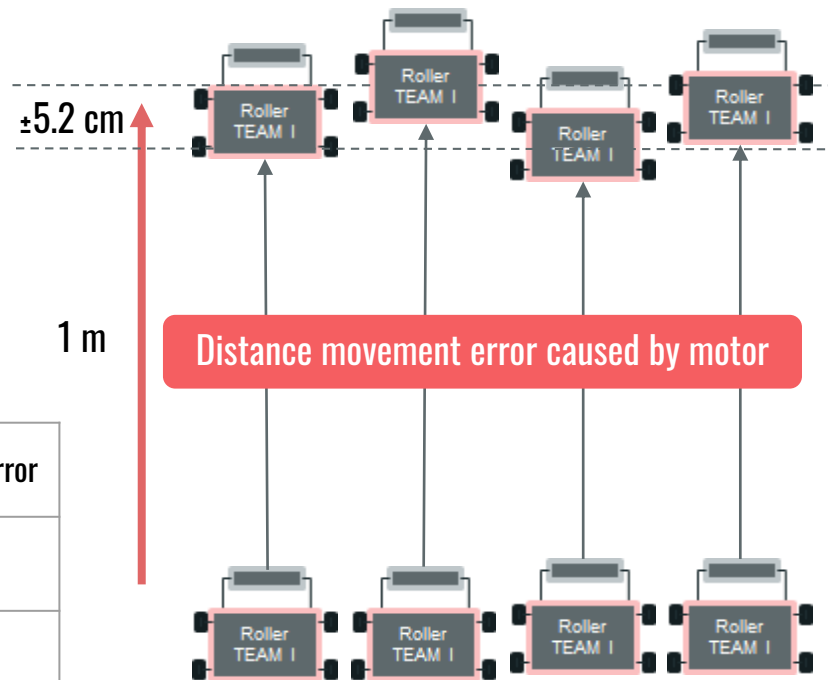 Roller
TEAM I
Roller
TEAM I
Roller
TEAM I
Roller
TEAM I
±5.2 cm
1 m
Distance movement error caused by motor
rror
Roller
TEAM I
Roller
TEAM I
Roller
TEAM I
Roller
TEAM I